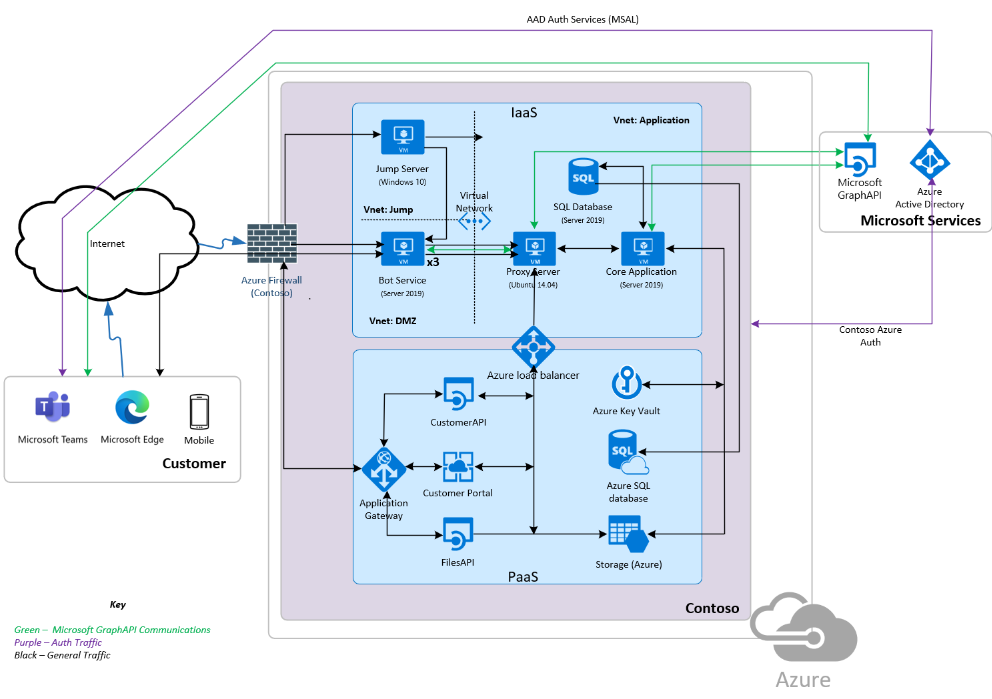 AAD Auth Services (MSAL)
IaaS
Vnet: Application
VM
Jump Server
(Windows 10)
Vnet: Jump
Virtual
Network
SQL
SQL Database
(Server 2019)
Microsoft
GraphAPI
Azure
Active Directory
Microsoft Services
Internet
Azure Firewall
(Contoso)
VM
x3
Bot Service
(Server 2019)
VM
Proxy Server
(Ubuntu 14.04)
VM
Core Application
(Server 2019)
Vnet: DMZ
Contoso Azure
Auth
Azure load balancer
T
Microsoft Teams
Microsoft Edge
Mobile
Customer
CustomerAPI
Azure Key Vault
Application
Gateway
Customer Portal
SQL
Azure SQL
database
FilesAPI
Storage (Azure)
PaaS
Contoso
Key
Green – Microsoft GraphAPI Communications
Purple – Auth Traffic
Black – General Traffic
Azure